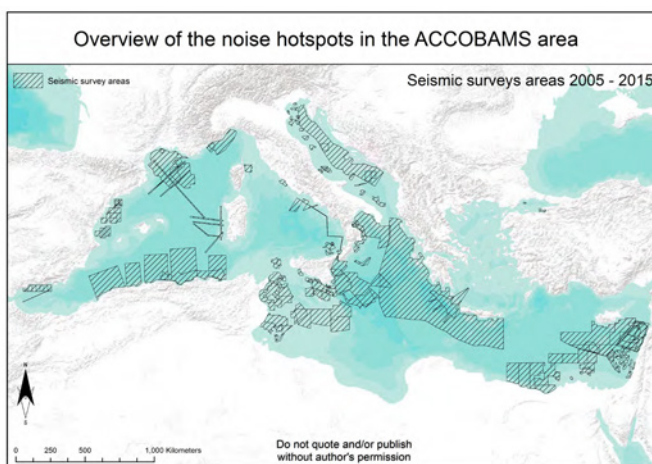 Overview of the noise hotspots in the ACCOBAMS area
Seismic survey areas
Seismic surveys areas 2005 - 2015
N
S
0 250 500 1,000 Kilometers
Do not quote and/or publish
without author's permission